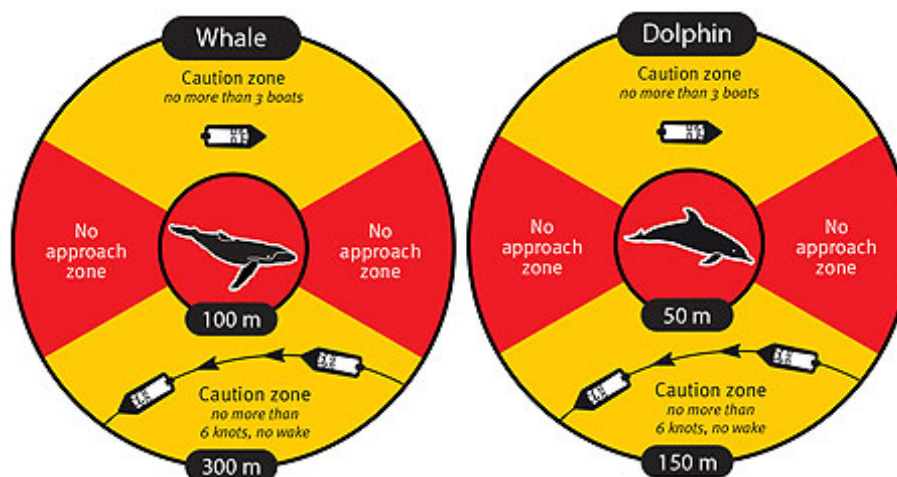 Whale
Caution zone
no more than 3 boats
No
approach
zone
No
approach
zone
100 m
Caution zone
no more than
6 knots, no wake
300 m
Dolphin
Caution zone
no more than 3 boats
No
approach
zone
No
approach
zone
50 m
Caution zone
no more than
6 knots, no wake
150 m